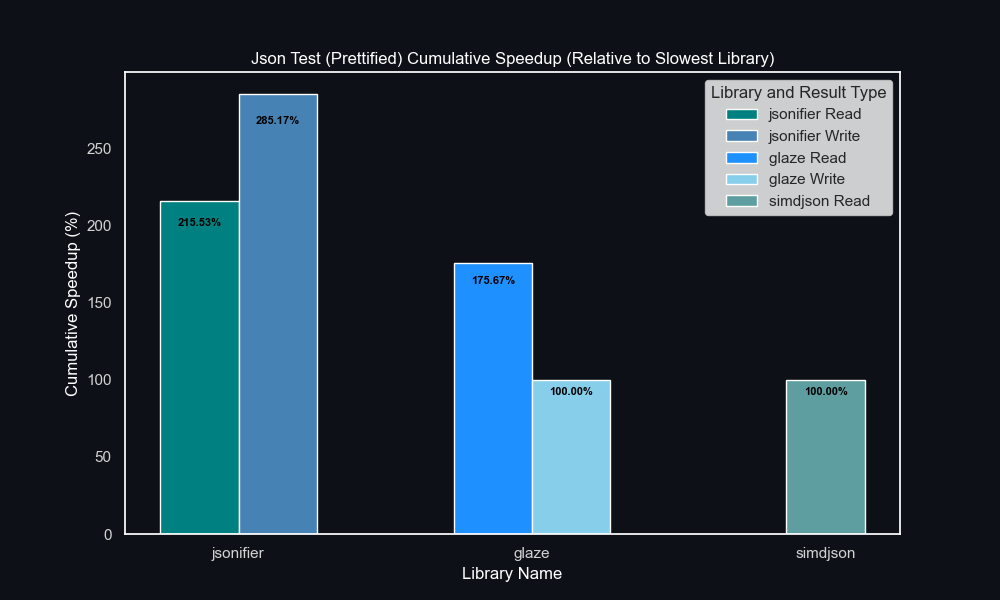 Json Test (Prettified) Cumulative Speedup (Relative to Slowest Library)
Library and Result Type
jsonifier Read
jsonifier Write
glaze Read
glaze Write
simdjson Read
Cumulative Speedup (%)
250
200
150
100
50
0
215.53%
285.17%
175.67%
100.00%
100.00%
jsonifier
glaze
simdjson
Library Name